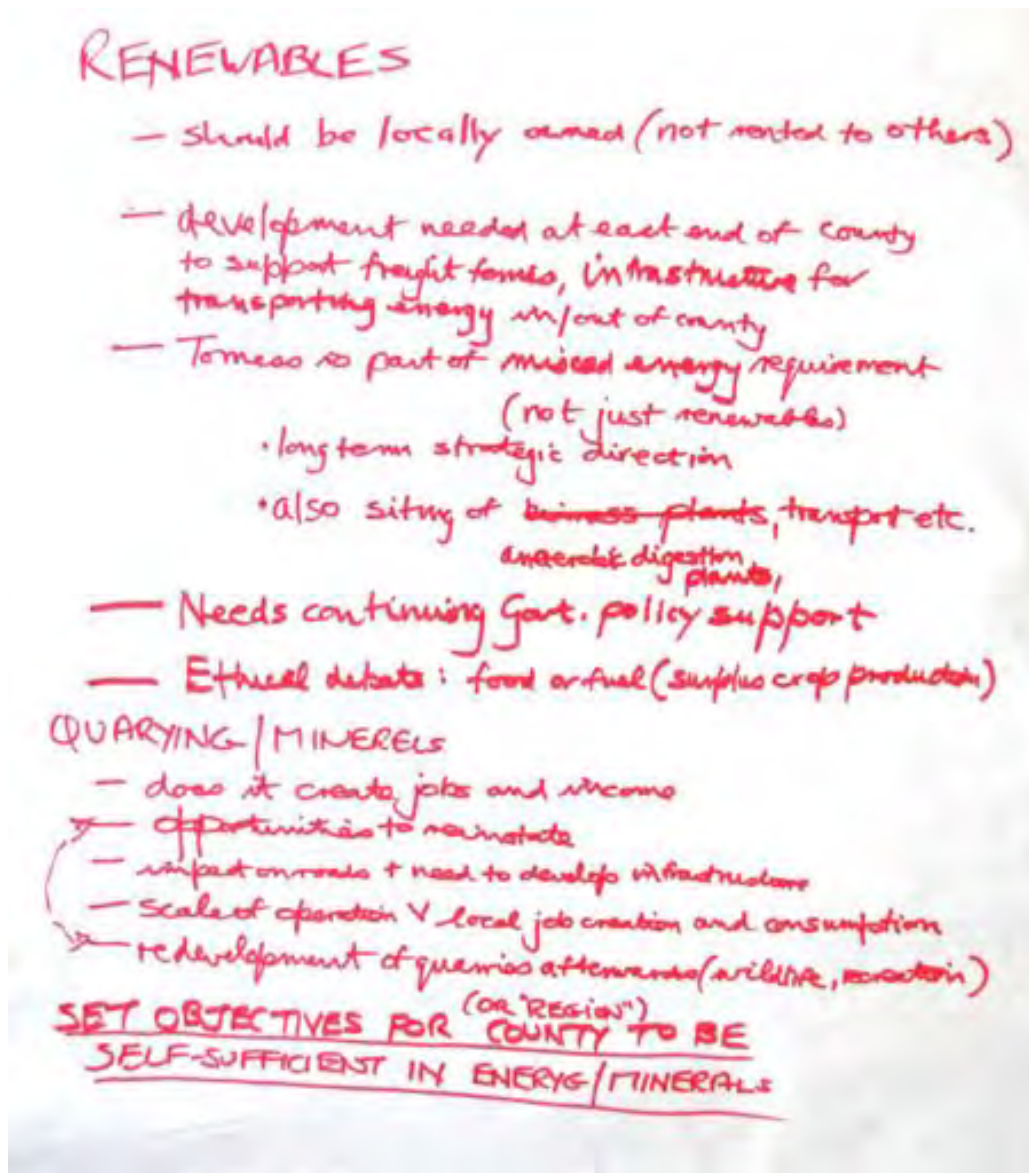 RENEWABLES
— should be locally owned (not rented to others)
— development needed at east end of county
to support freight , infrastructure for
transporting energy in/out of county
— Torness is part of mixed energy requirement
(not just renewables)
• long term strategic direction
• also siting of plants, transport etc.
anaerobic digestion
plants,
— Needs continuing Govt. policy support
— Ethical debate: food or fuel (surplus crop production)
QUARYING/MINERELS
— does it create jobs and income
— opportunities to reinstate
— impact on roads + need to develop infrastructure
— scale of operation V local job creation and consumption
— redevelopment of quarries afterwards (wildlife, recreation)
(OR "REGION")
SET OBJECTIVES FOR COUNTY TO BE
SELF-SUFFICIENT IN ENERYG/MINERALS